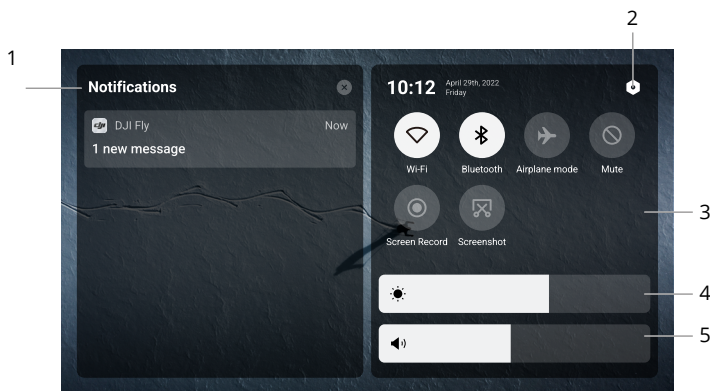 2
1
Notifications
10:12
April 29th, 2022
Friday
dji DJI Fly
Now
1 new message
Wi-Fi
Bluetooth
Airplane mode
Mute
3
Screen Record
Screenshot
4
5